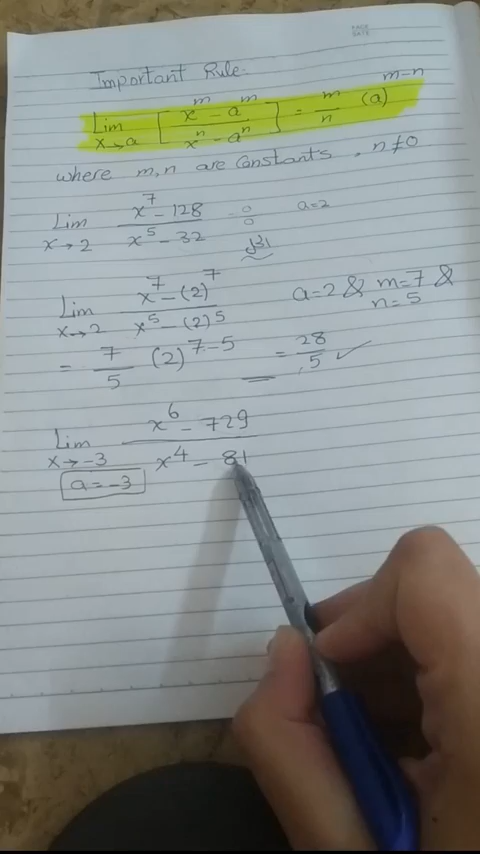 PAGE
DATE
Important Rule:
Lim x→a [ (x^m - a^m) / (x^n - a^n) ] = m/n (a)^(m-n)
where m, n are constants, n≠0
Lim x→2 (x^7 - 128) / (x^5 - 32) = 0/0 a=2
Lim x→2 (x^7 - (2)^7) / (x^5 - (2)^5) a=2 & m=7 & n=5
= 7/5 (2)^(7-5) = 28/5 ✓
Lim x→-3 (x^6 - 729) / (x^4 - 81)
a = -3